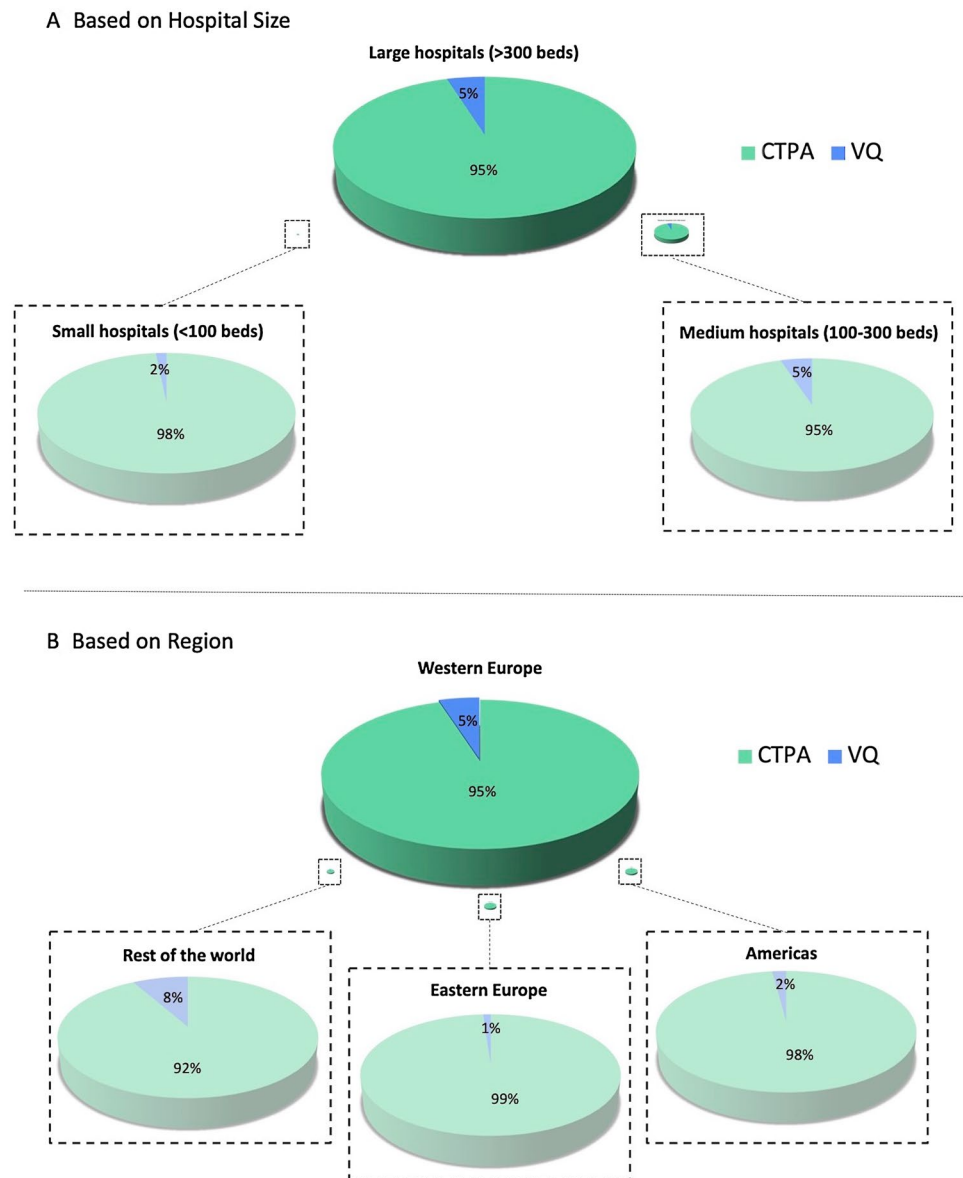 A Based on Hospital Size
Large hospitals (>300 beds)
5%
95%
CTPA VQ
Small hospitals (<100 beds)
2%
98%
Medium hospitals (100-300 beds)
5%
95%
B Based on Region
Western Europe
5%
95%
CTPA VQ
Rest of the world
8%
92%
Eastern Europe
1%
99%
Americas
2%
98%